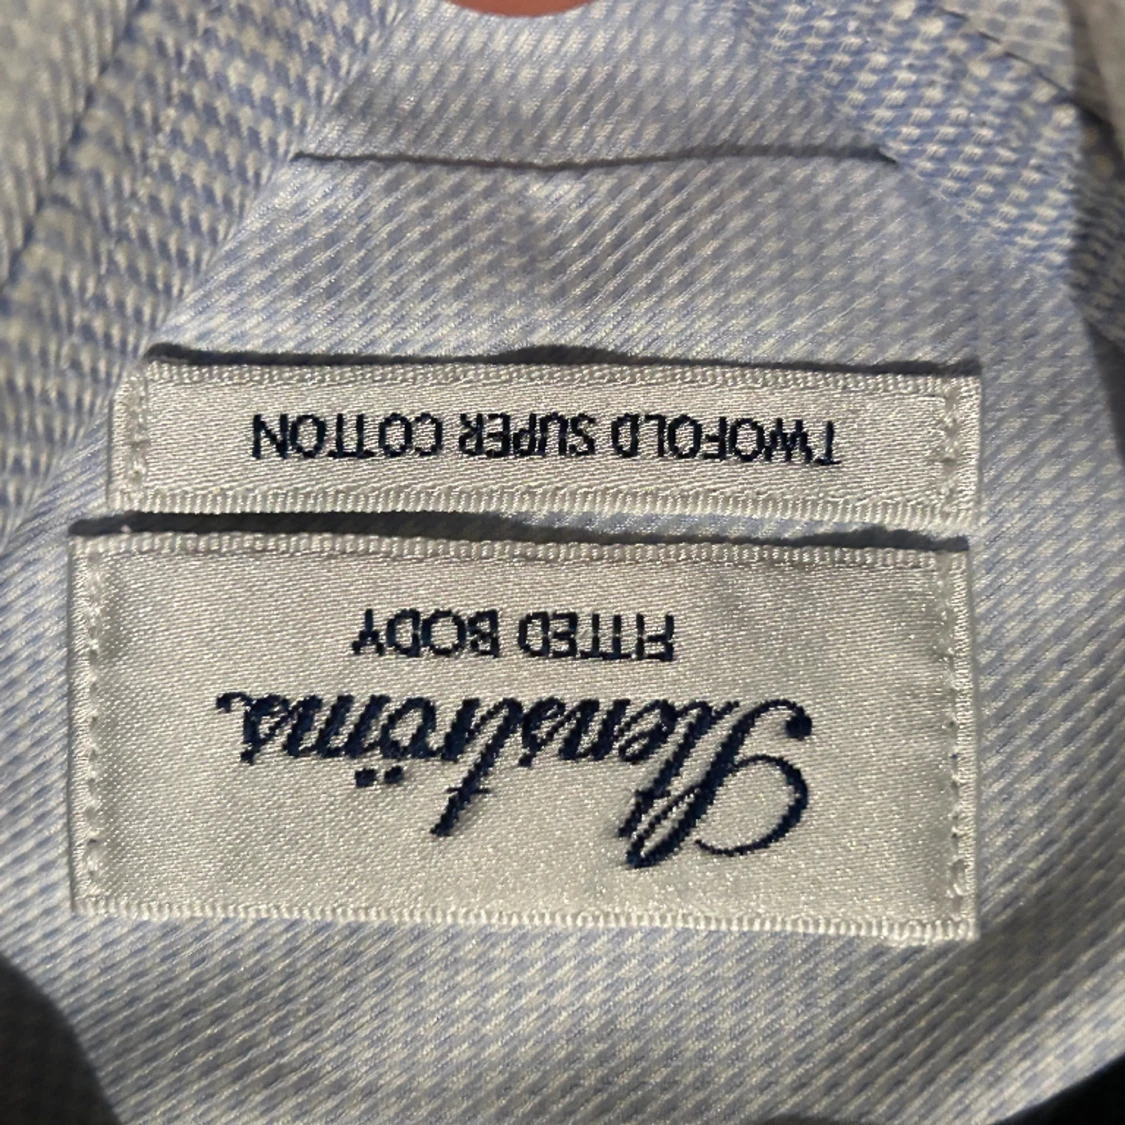 Stenströms
FITTED BODY
TWOFOLD SUPER COTTON